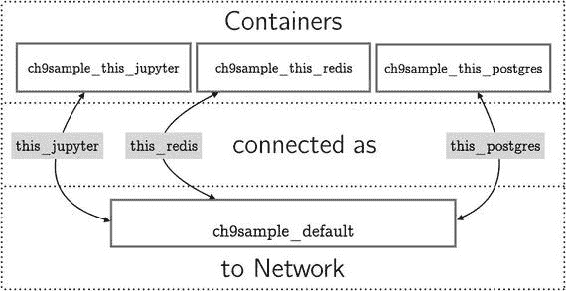 Containers
ch9sample_this_jupyter ch9sample_this_redis ch9sample_this_postgres
this_jupyter this_redis connected as this_postgres
ch9sample_default
to Network